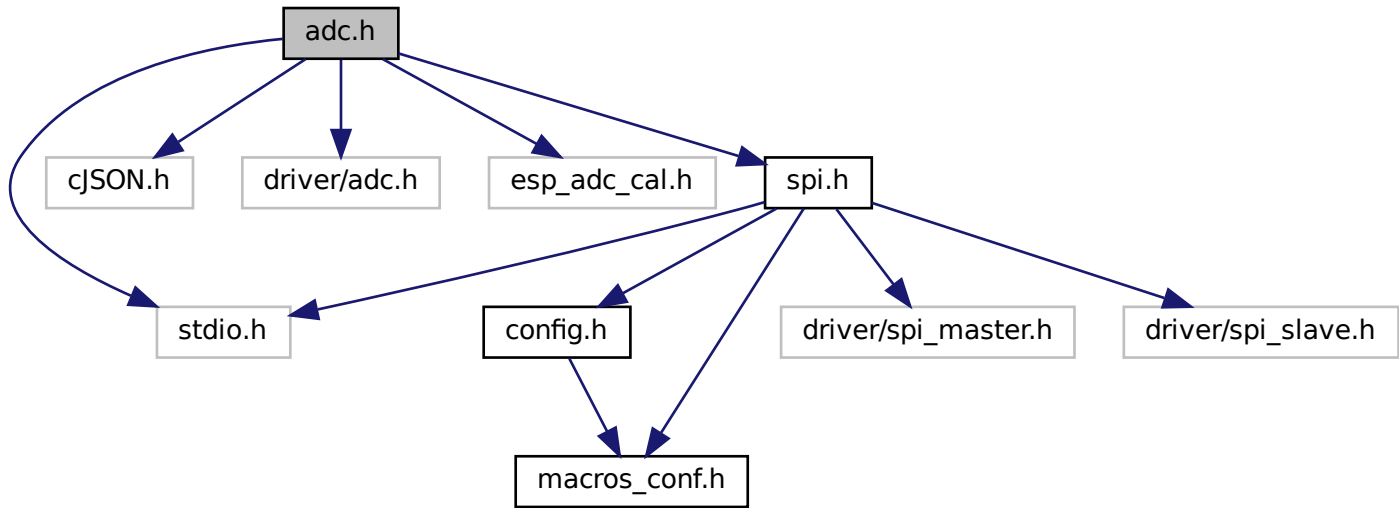 adc.h
cJSON.h
driver/adc.h
esp_adc_cal.h
spi.h
stdio.h
config.h
driver/spi_master.h
driver/spi_slave.h
macros_conf.h